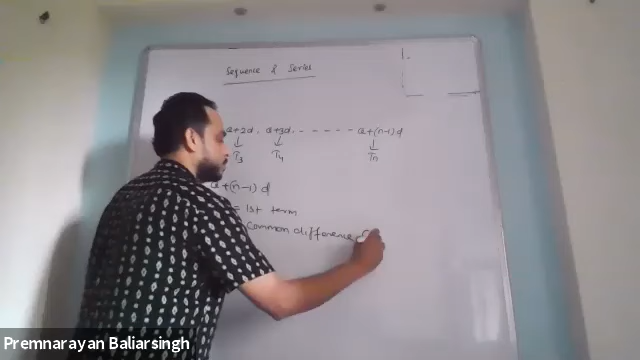 Sequence & Series
1.
a+2d, a+3d, ------ a+(n-1)d
T3 T4 Tn
a+(n-1)d
= 1st term
common difference
Premnarayan Baliarsingh